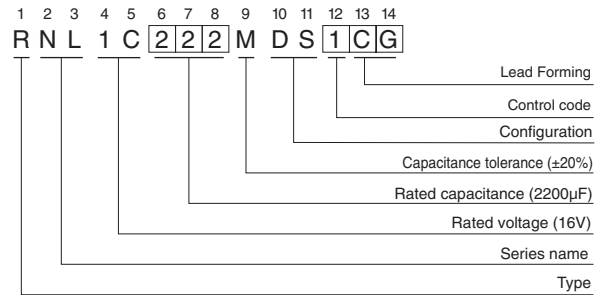 1 2 3 4 5 6 7 8 9 10 11 12 13 14
R N L 1 C 2 2 2 M D S 1 C G
Lead Forming
Control code
Configuration
Capacitance tolerance (±20%)
Rated capacitance (2200µF)
Rated voltage (16V)
Series name
Type